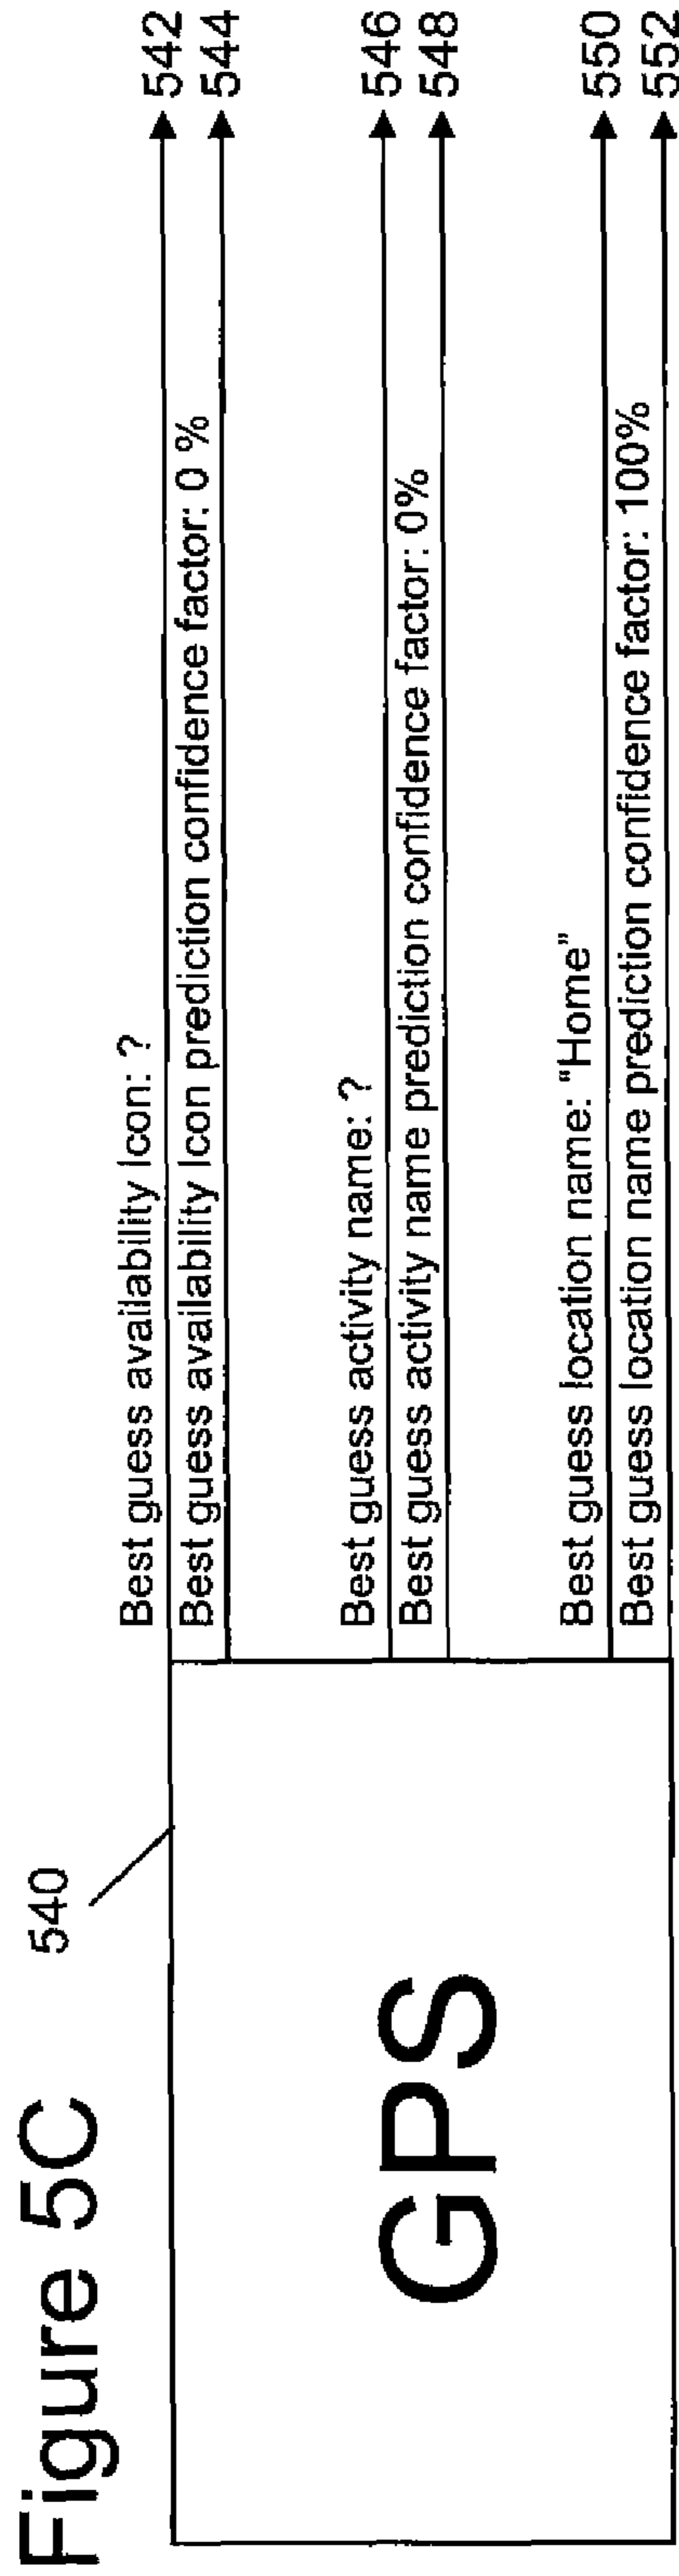 Figure 5C
540
GPS
Best guess availability Icon: ?
542
Best guess availability Icon prediction confidence factor: 0 %
544
Best guess activity name: ?
546
Best guess activity name prediction confidence factor: 0%
548
Best guess location name: “Home”
550
Best guess location name prediction confidence factor: 100%
552